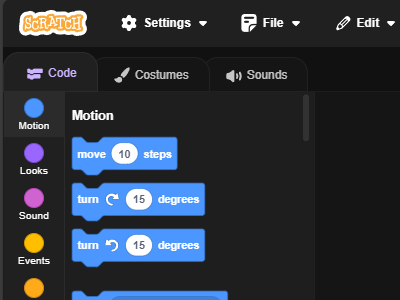 SCRATCH Settings File Edit
Code Costumes Sounds
Motion
Looks
Sound
Events
Motion
move 10 steps
turn 15 degrees
turn 15 degrees